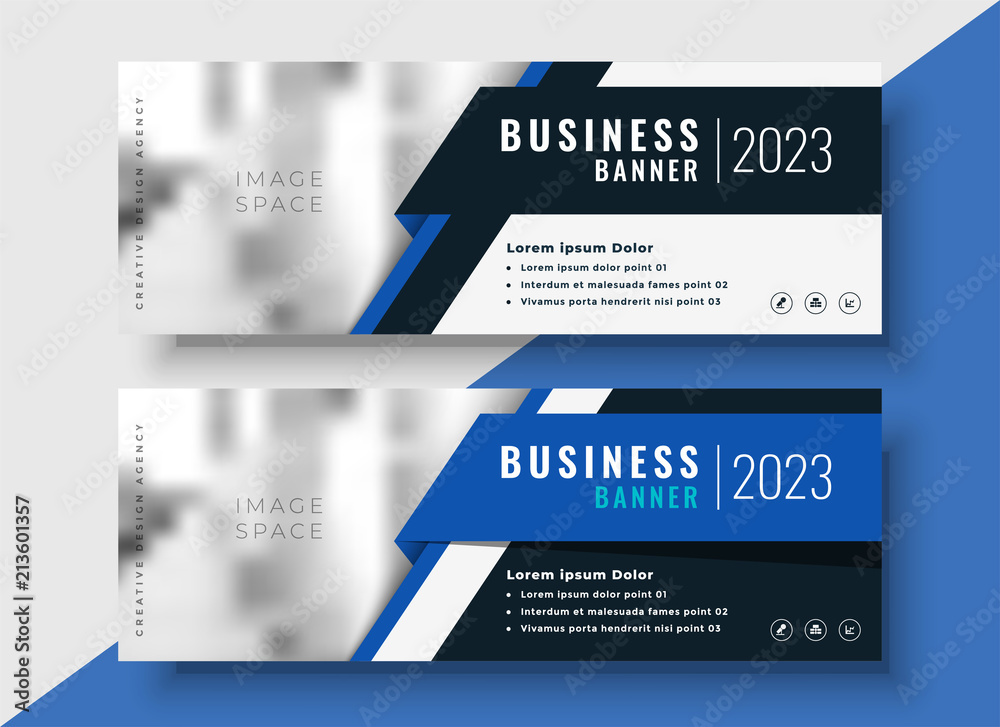 CREATIVE DESIGN AGENCY
IMAGE
SPACE
BUSINESS
BANNER
2023
Lorem ipsum Dolor
• Lorem ipsum dolor point 01
• Interdum et malesuada fames point 02
• Vivamus porta hendrerit nisi point 03
CREATIVE DESIGN AGENCY
IMAGE
SPACE
BUSINESS
BANNER
2023
Lorem ipsum Dolor
• Lorem ipsum dolor point 01
• Interdum et malesuada fames point 02
• Vivamus porta hendrerit nisi point 03
Adobe Stock | #213601357